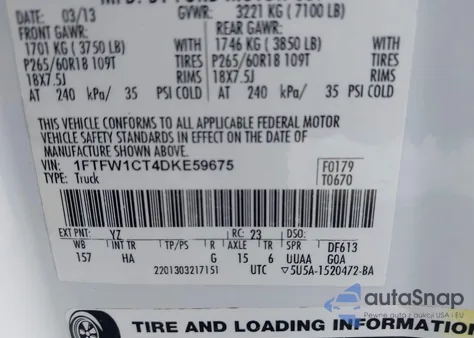 DATE: 03/13 GVWR: 3221 KG ( 7100 LB)
FRONT GAWR: REAR GAWR:
1701 KG ( 3750 LB) WITH 1746 KG ( 3850 LB) WITH
P265/60R18 109T TIRES P265/60R18 109T TIRES
18X7.5J RIMS 18X7.5J RIMS
AT 240 kPa/ 35 PSI COLD AT 240 kPa/ 35 PSI COLD
THIS VEHICLE CONFORMS TO ALL APPLICABLE FEDERAL MOTOR
VEHICLE SAFETY STANDARDS IN EFFECT ON THE DATE OF
MANUFACTURE SHOWN ABOVE.
VIN: 1FTFW1CT4DKE59675 F0179
TYPE: Truck T0670
EXT PNT: YZ RC: 23 DSO:
WB INT TR TP/PS R AXLE TR SPR DF613
157 HA G 15 6 UUAA G0A
2201303217151 UTC ▽5U5A-1520472-BA
autoSnap
Pewne auta z aukcji USA i EU
TIRE AND LOADING INFORMATION